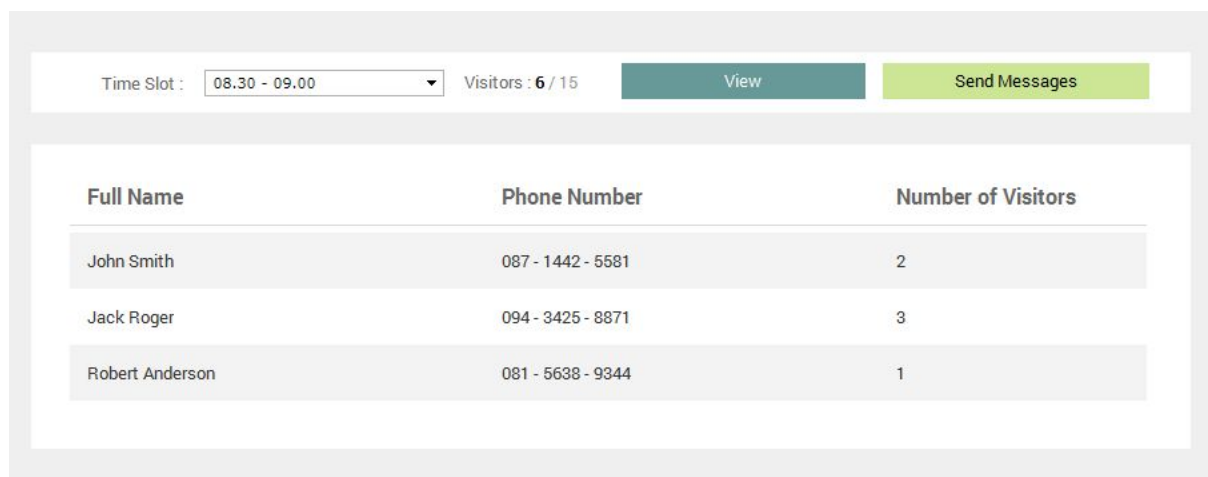 Time Slot : 08.30 - 09.00 Visitors : 6 / 15 View Send Messages
Full Name Phone Number Number of Visitors
John Smith 087 - 1442 - 5581 2
Jack Roger 094 - 3425 - 8871 3
Robert Anderson 081 - 5638 - 9344 1